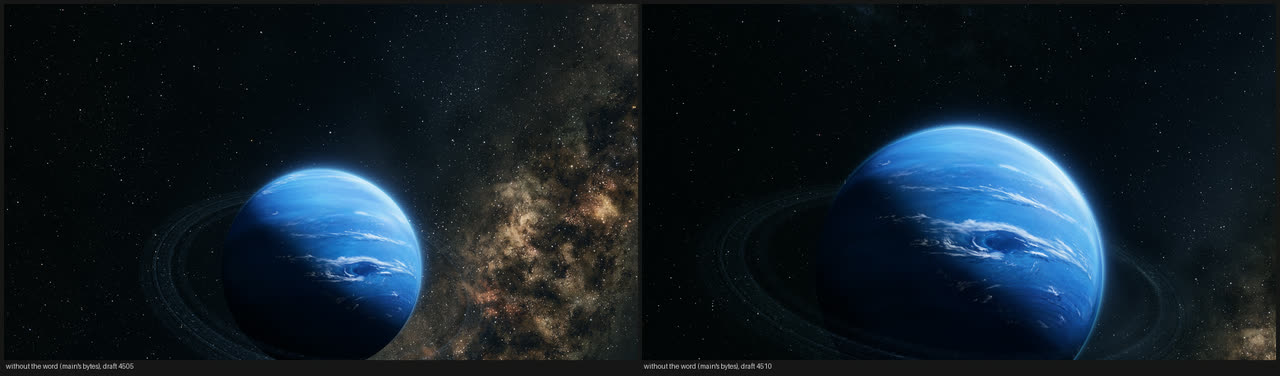 without the word (main's bytes), draft 4505
without the word (main's bytes), draft 4510